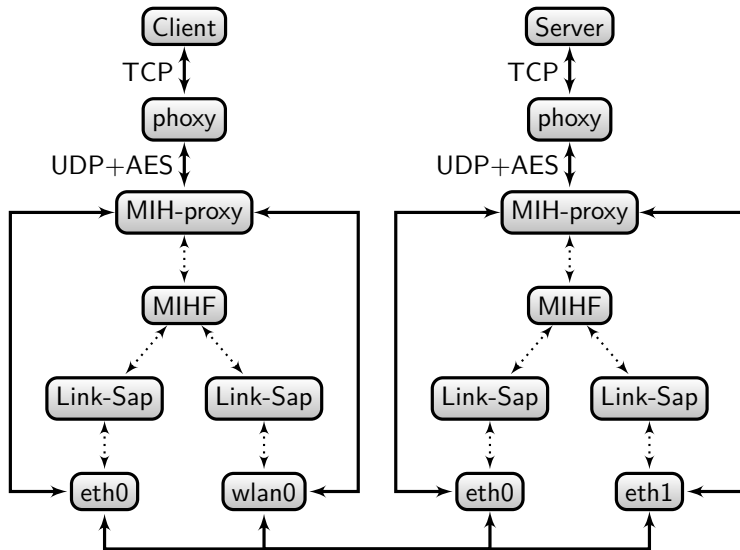 Client Server
TCP TCP
phoxy phoxy
UDP+AES UDP+AES
MIH-proxy MIH-proxy
MIHF MIHF
Link-Sap Link-Sap Link-Sap Link-Sap
eth0 wlan0 eth0 eth1